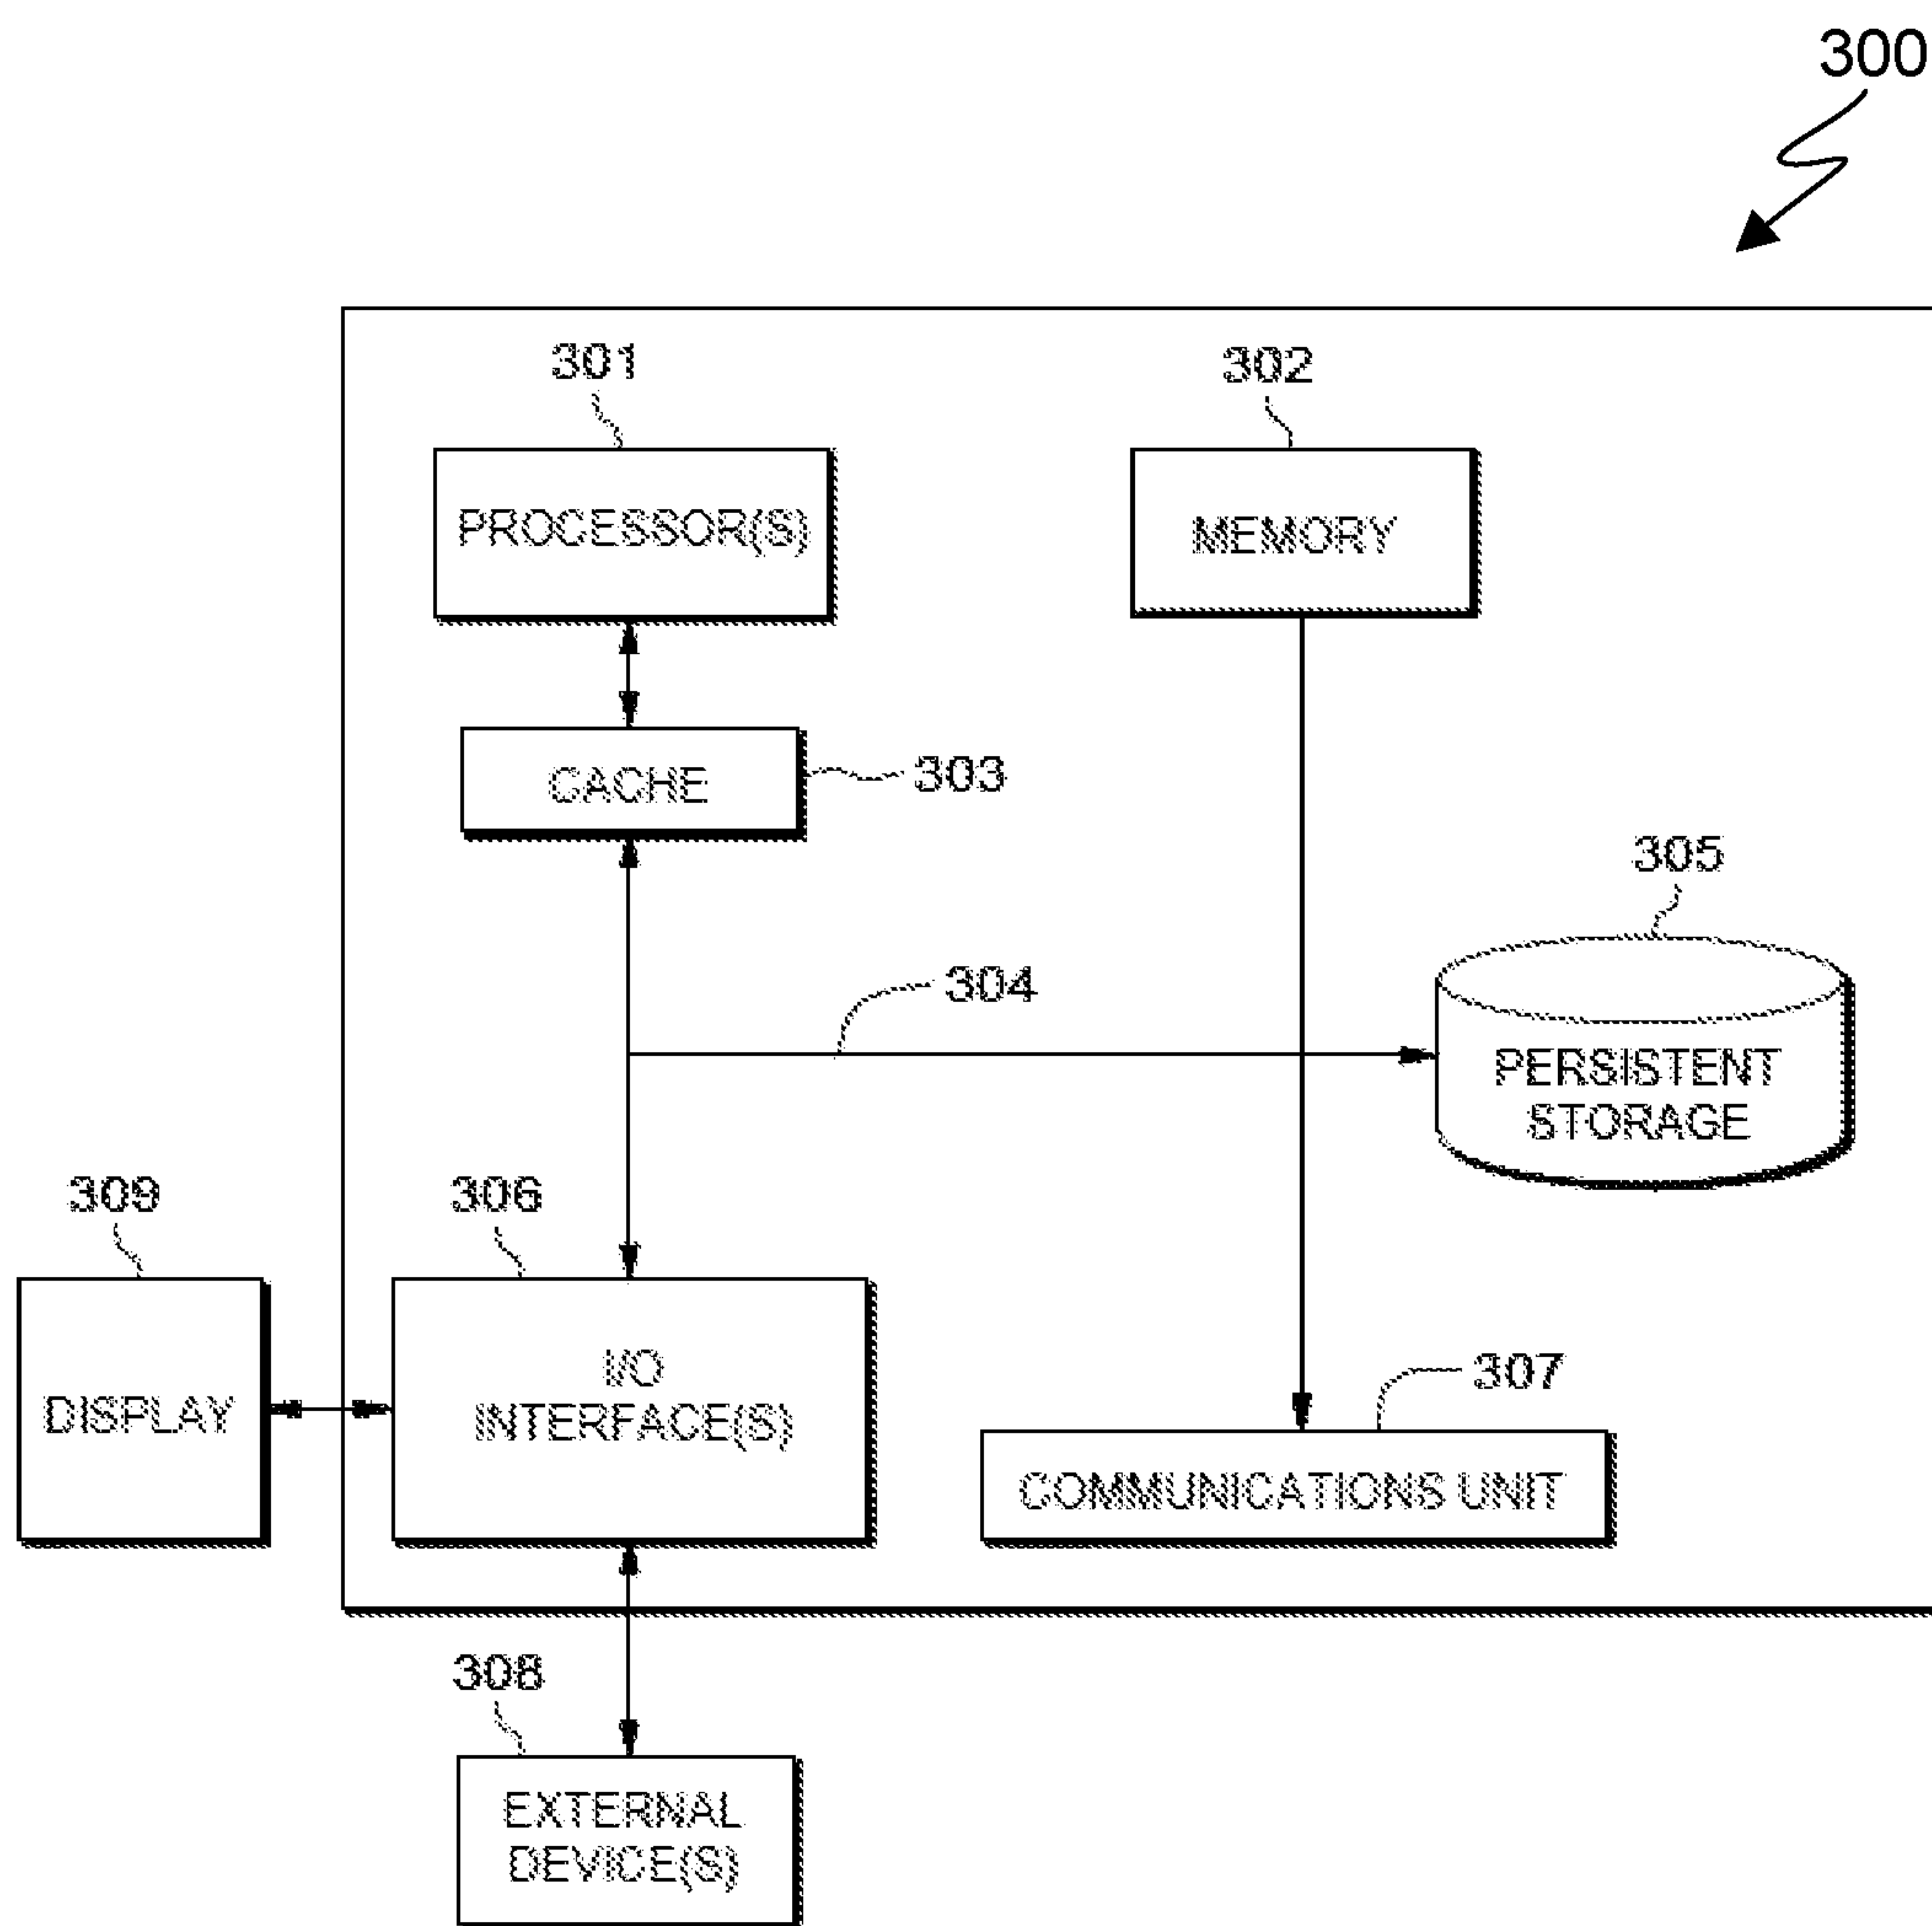 300
301
302
PROCESSOR(S)
MEMORY
CACHE
303
305
304
PERSISTENT
STORAGE
309
306
I/O
INTERFACE(S)
307
DISPLAY
COMMUNICATIONS UNIT
308
EXTERNAL
DEVICE(S)